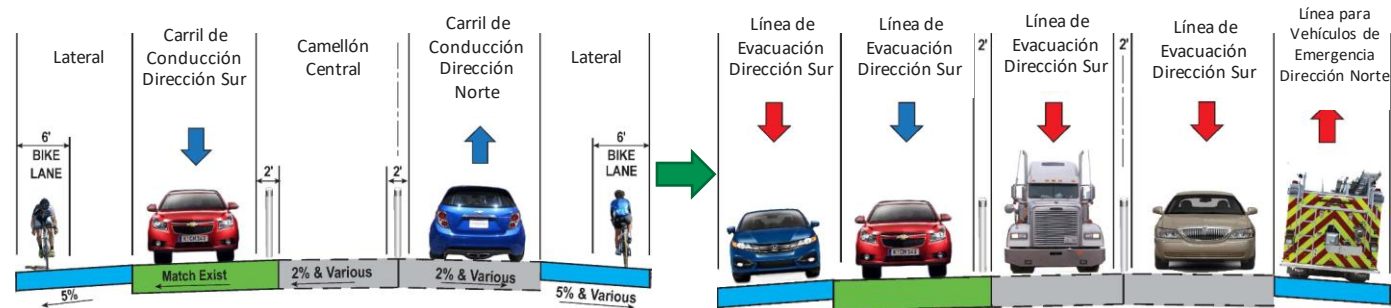 Lateral
Carril de
Conducción
Dirección Sur
Camellón
Central
Carril de
Conducción
Dirección
Norte
Lateral
6'
BIKE
LANE
2'
2'
6'
BIKE
LANE
Match Exist
2% & Various
2% & Various
5%
5% & Various
Línea de
Evacuación
Dirección Sur
Línea de
Evacuación
Dirección Sur
2'
Línea de
Evacuación
Dirección Sur
2'
Línea de
Evacuación
Dirección Sur
Línea para
Vehículos de
Emergencia
Dirección Norte